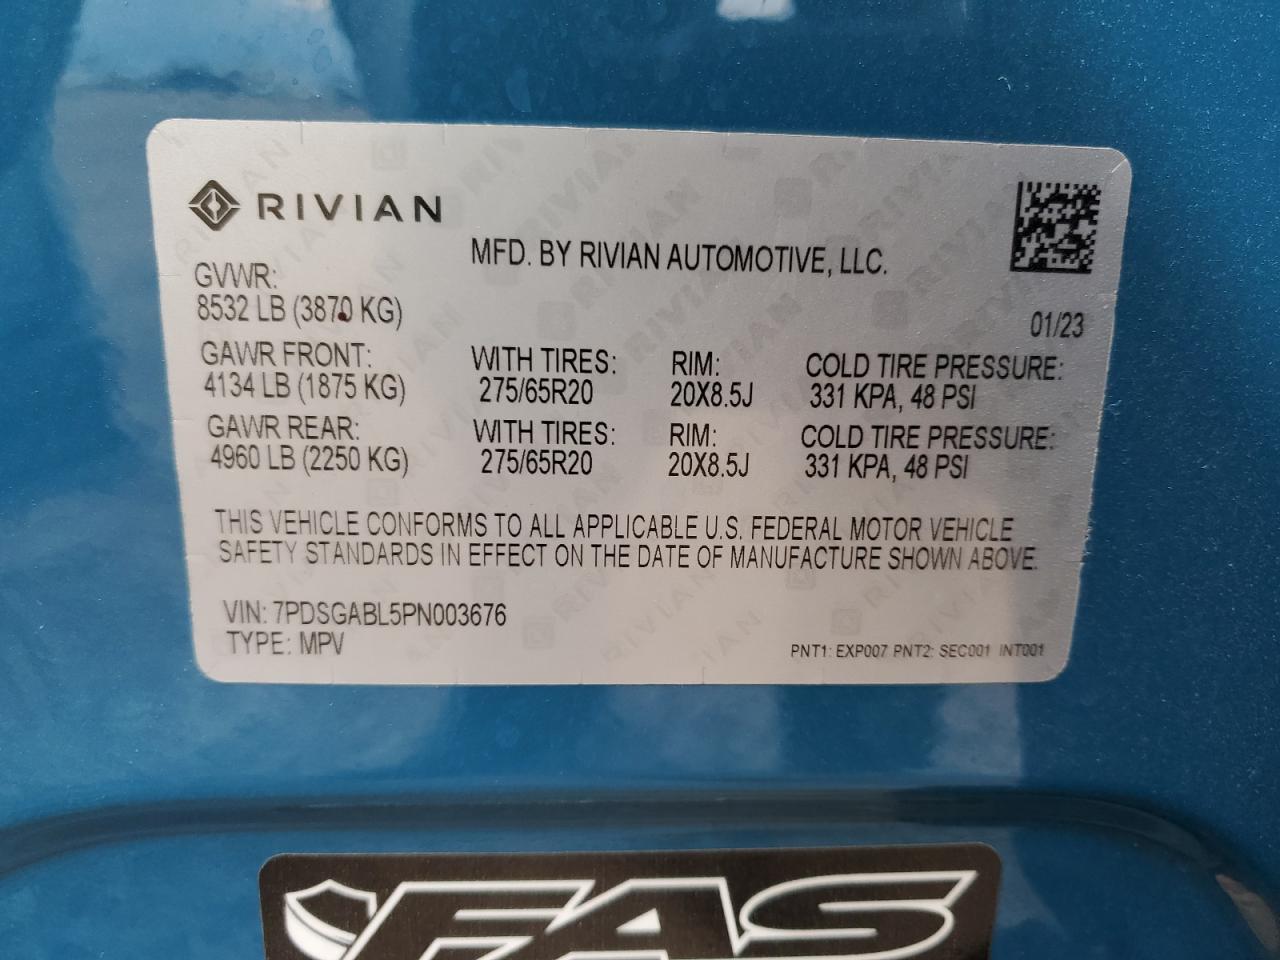 RIVIAN
MFD. BY RIVIAN AUTOMOTIVE, LLC.
GVWR:
8532 LB (3870 KG)
01/23
GAWR FRONT: WITH TIRES: RIM: COLD TIRE PRESSURE:
4134 LB (1875 KG) 275/65R20 20X8.5J 331 KPA, 48 PSI
GAWR REAR: WITH TIRES: RIM: COLD TIRE PRESSURE:
4960 LB (2250 KG) 275/65R20 20X8.5J 331 KPA, 48 PSI
THIS VEHICLE CONFORMS TO ALL APPLICABLE U.S. FEDERAL MOTOR VEHICLE
SAFETY STANDARDS IN EFFECT ON THE DATE OF MANUFACTURE SHOWN ABOVE.
VIN: 7PDSGABL5PN003676
TYPE: MPV
PNT1: EXP007 PNT2: SEC001 INT001
FAS